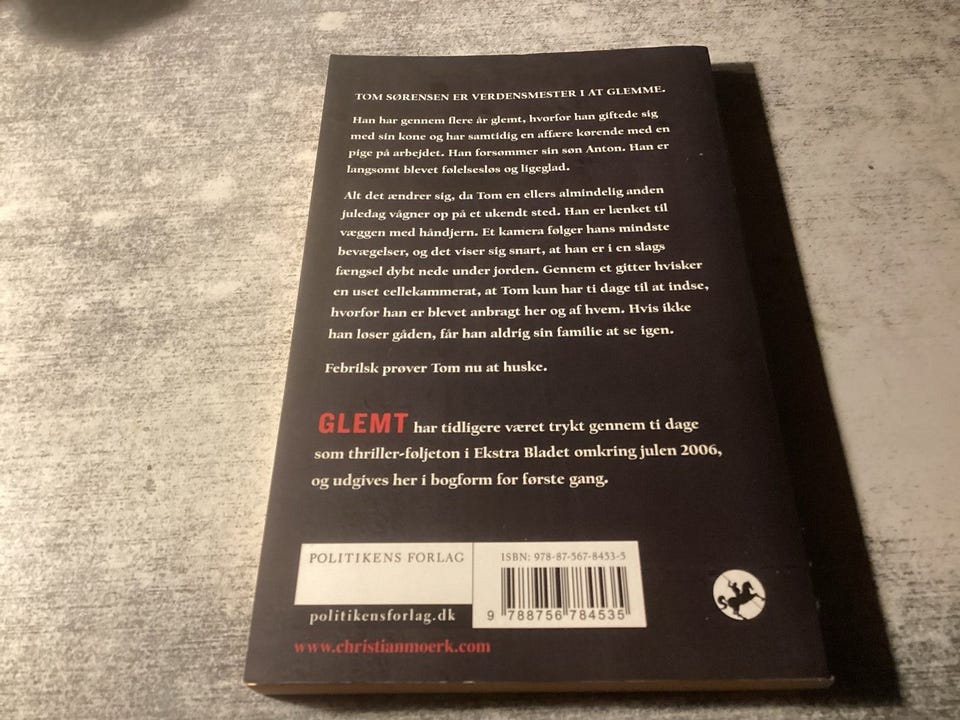 TOM SØRENSEN ER VERDENSMESTER I AT GLEMME.
Han har gennem flere år glemt, hvorfor han giftede sig
med sin kone og har samtidig en affære kørende med en
pige på arbejdet. Han forsømmer sin søn Anton. Han er
langsomt blevet følelsesløs og ligeglad.
Alt det ændrer sig, da Tom en ellers almindelig anden
juledag vågner op på et ukendt sted. Han er lænket til
væggen med håndjern. Et kamera følger hans mindste
bevægelser, og det viser sig snart, at han er i en slags
fængsel dybt nede under jorden. Gennem et gitter hvisker
en uset cellekammerat, at Tom kun har ti dage til at indse,
hvorfor han er blevet anbragt her og af hvem. Hvis ikke
han løser gåden, får han aldrig sin familie at se igen.
Febrilsk prøver Tom nu at huske.
GLEMT har tidligere været trykt gennem ti dage
som thriller-føljeton i Ekstra Bladet omkring julen 2006,
og udgives her i bogform for første gang.
POLITIKENS FORLAG
politikensforlag.dk
ISBN: 978-87-567-8453-5
9 788756 784535
www.christianmoerk.com